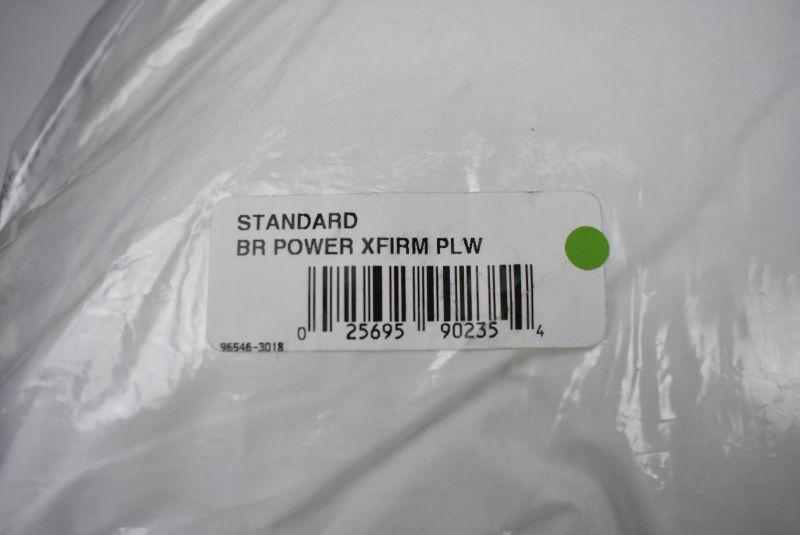 STANDARD
BR POWER XFIRM PLW
0 25695 90235 4
96546-3018